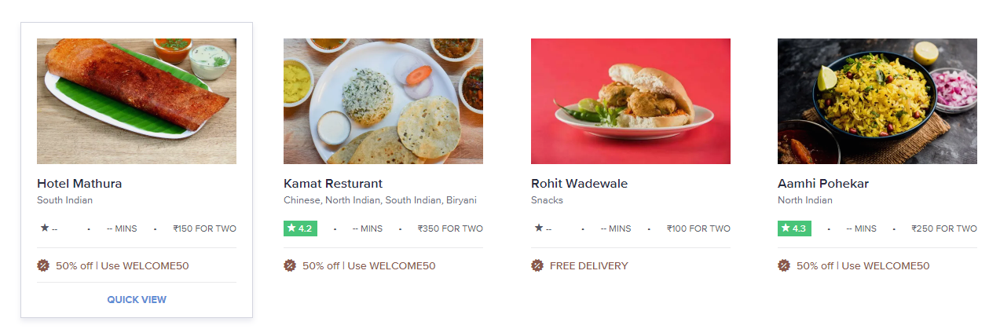 Hotel Mathura
South Indian
★ --
•
-- MINS
•
₹150 FOR TWO
50% off | Use WELCOME50
QUICK VIEW
Kamat Resturant
Chinese, North Indian, South Indian, Biryani
★ 4.2
•
-- MINS
•
₹350 FOR TWO
50% off | Use WELCOME50
Rohit Wadewale
Snacks
★ --
•
-- MINS
•
₹100 FOR TWO
FREE DELIVERY
Aamhi Pohekar
North Indian
★ 4.3
•
-- MINS
•
₹250 FOR TWO
50% off | Use WELCOME50